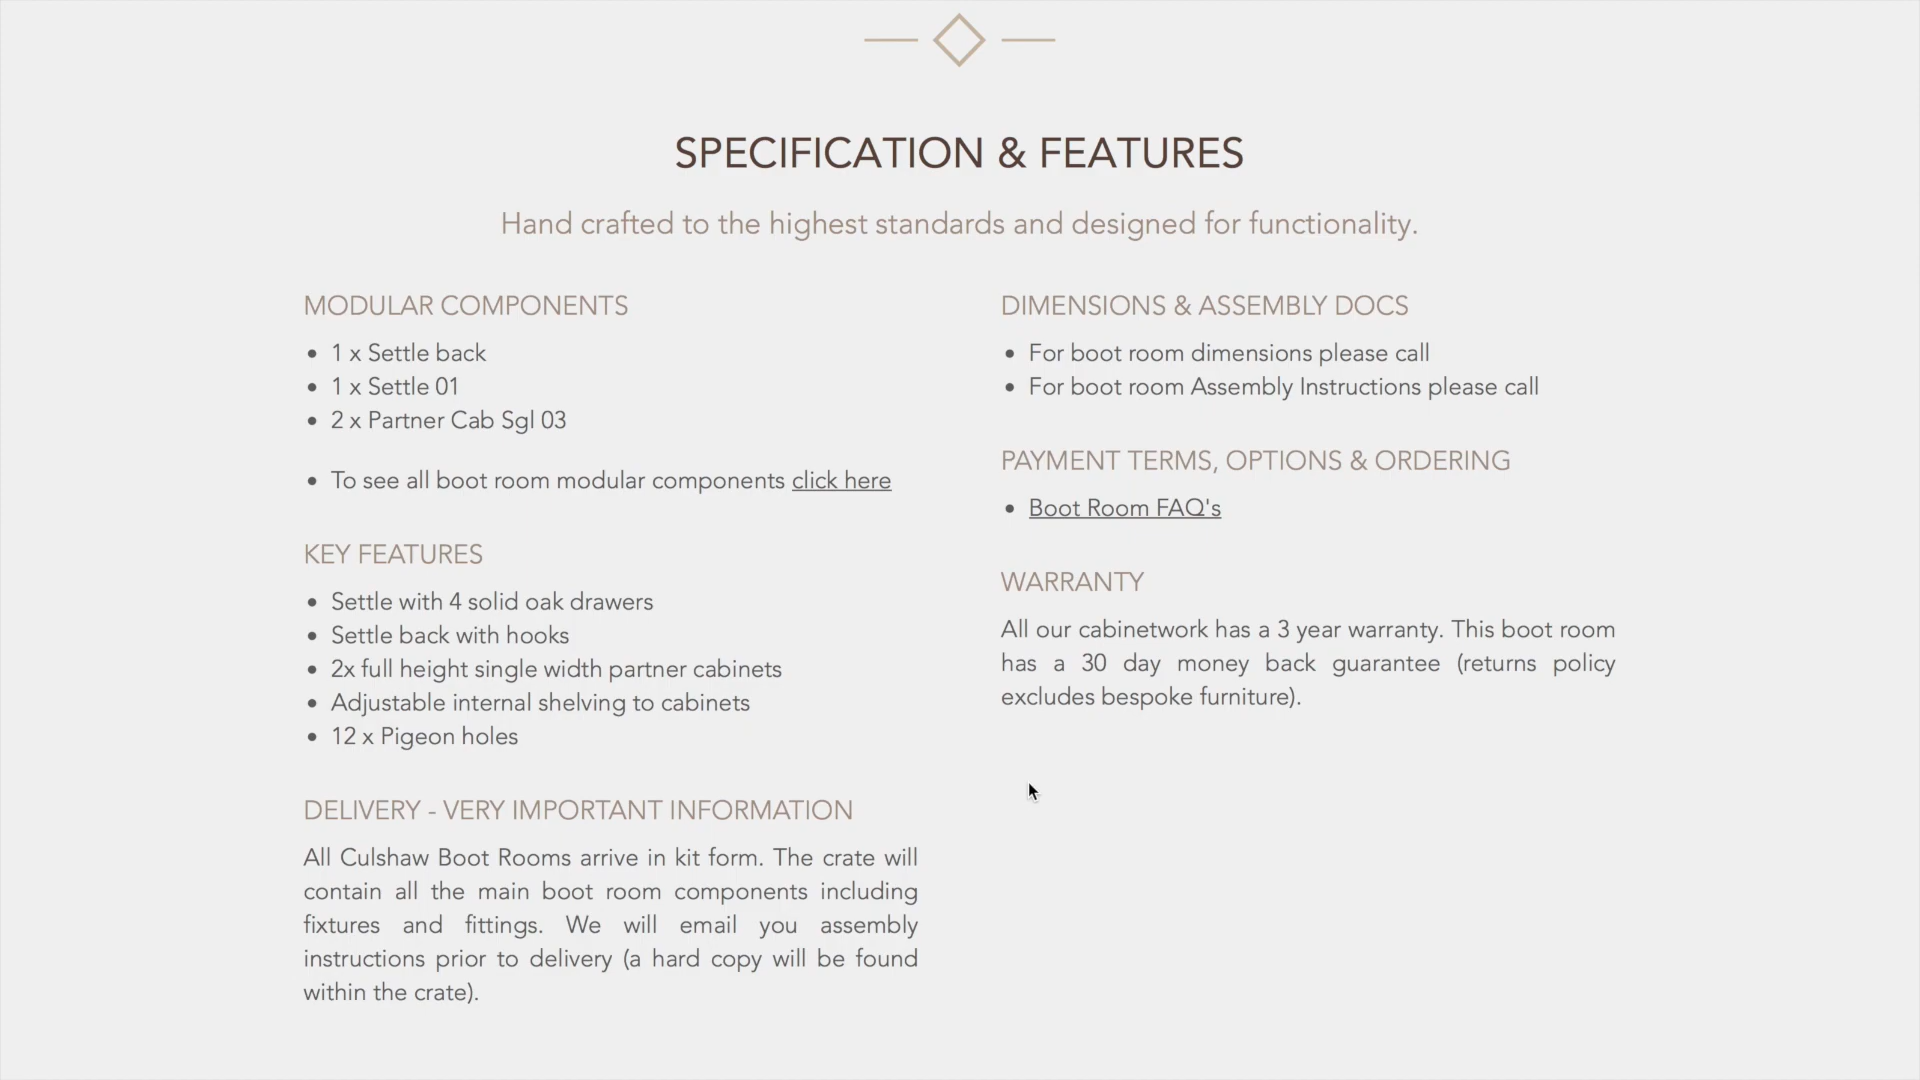 SPECIFICATION & FEATURES
Hand crafted to the highest standards and designed for functionality.
MODULAR COMPONENTS
• 1 x Settle back
• 1 x Settle 01
• 2 x Partner Cab Sgl 03
• To see all boot room modular components click here
KEY FEATURES
• Settle with 4 solid oak drawers
• Settle back with hooks
• 2x full height single width partner cabinets
• Adjustable internal shelving to cabinets
• 12 x Pigeon holes
DELIVERY - VERY IMPORTANT INFORMATION
All Culshaw Boot Rooms arrive in kit form. The crate will
contain all the main boot room components including
fixtures and fittings. We will email you assembly
instructions prior to delivery (a hard copy will be found
within the crate).
DIMENSIONS & ASSEMBLY DOCS
• For boot room dimensions please call
• For boot room Assembly Instructions please call
PAYMENT TERMS, OPTIONS & ORDERING
• Boot Room FAQ's
WARRANTY
All our cabinetwork has a 3 year warranty. This boot room
has a 30 day money back guarantee (returns policy
excludes bespoke furniture).